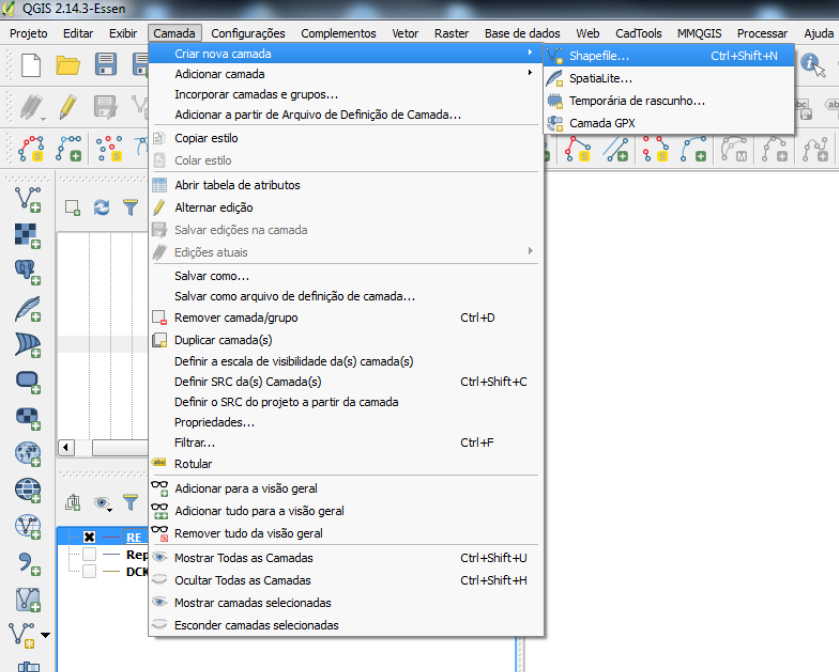 QGIS 2.14.3-Essen
Projeto Editar Exibir Camada Configurações Complementos Vetor Raster Base de dados Web CadTools MMQGIS Processar Ajuda
Criar nova camada
Adicionar camada
Incorporar camadas e grupos...
Adicionar a partir de Arquivo de Definição de Camada...
Copiar estilo
Colar estilo
Abrir tabela de atributos
Alternar edição
Salvar edições na camada
Edições atuais
Salvar como...
Salvar como arquivo de definição de camada...
Remover camada/grupo Ctrl+D
Duplicar camada(s)
Definir a escala de visibilidade da(s) camada(s)
Definir SRC da(s) Camada(s) Ctrl+Shift+C
Definir o SRC do projeto a partir da camada
Propriedades...
Filtrar... Ctrl+F
Rotular
Adicionar para a visão geral
Adicionar tudo para a visão geral
Remover tudo da visão geral
Mostrar Todas as Camadas Ctrl+Shift+U
Ocultar Todas as Camadas Ctrl+Shift+H
Mostrar camadas selecionadas
Esconder camadas selecionadas
Shapefile... Ctrl+Shift+N
SpatiaLite...
Temporária de rascunho...
Camada GPX
RE
Rep
DCK